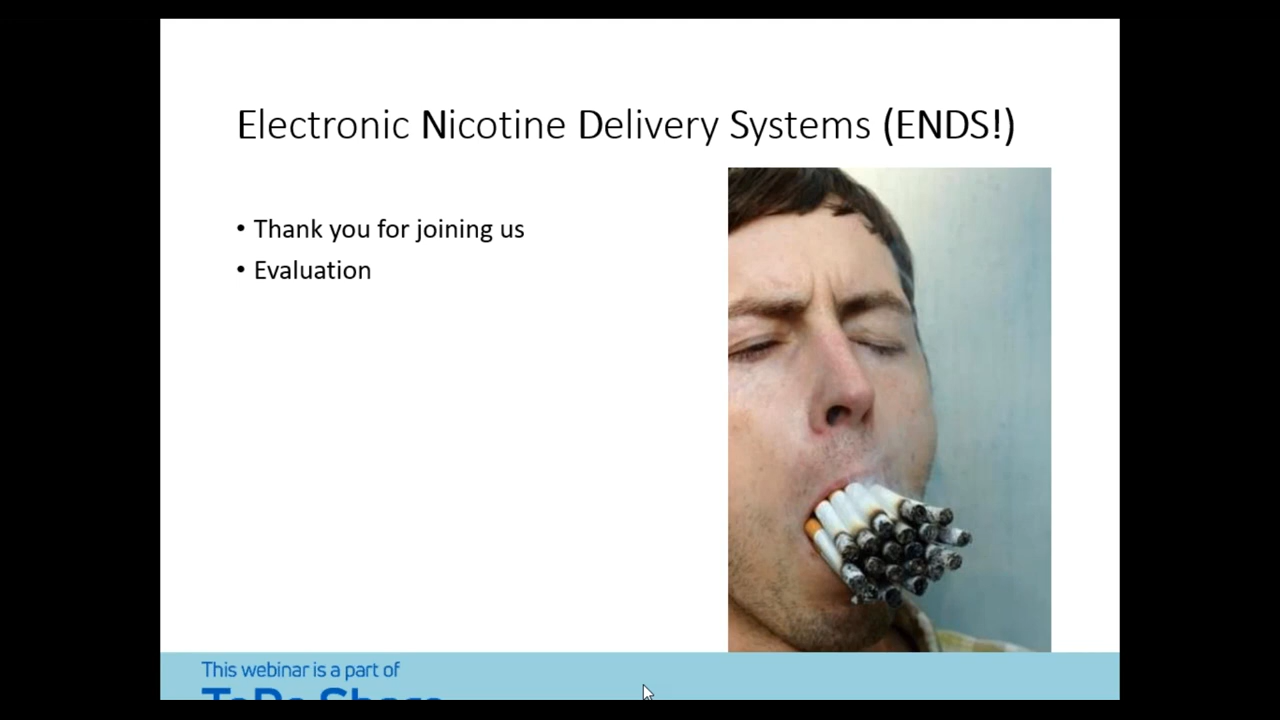 Electronic Nicotine Delivery Systems (ENDS!)
• Thank you for joining us
• Evaluation
This webinar is a part of